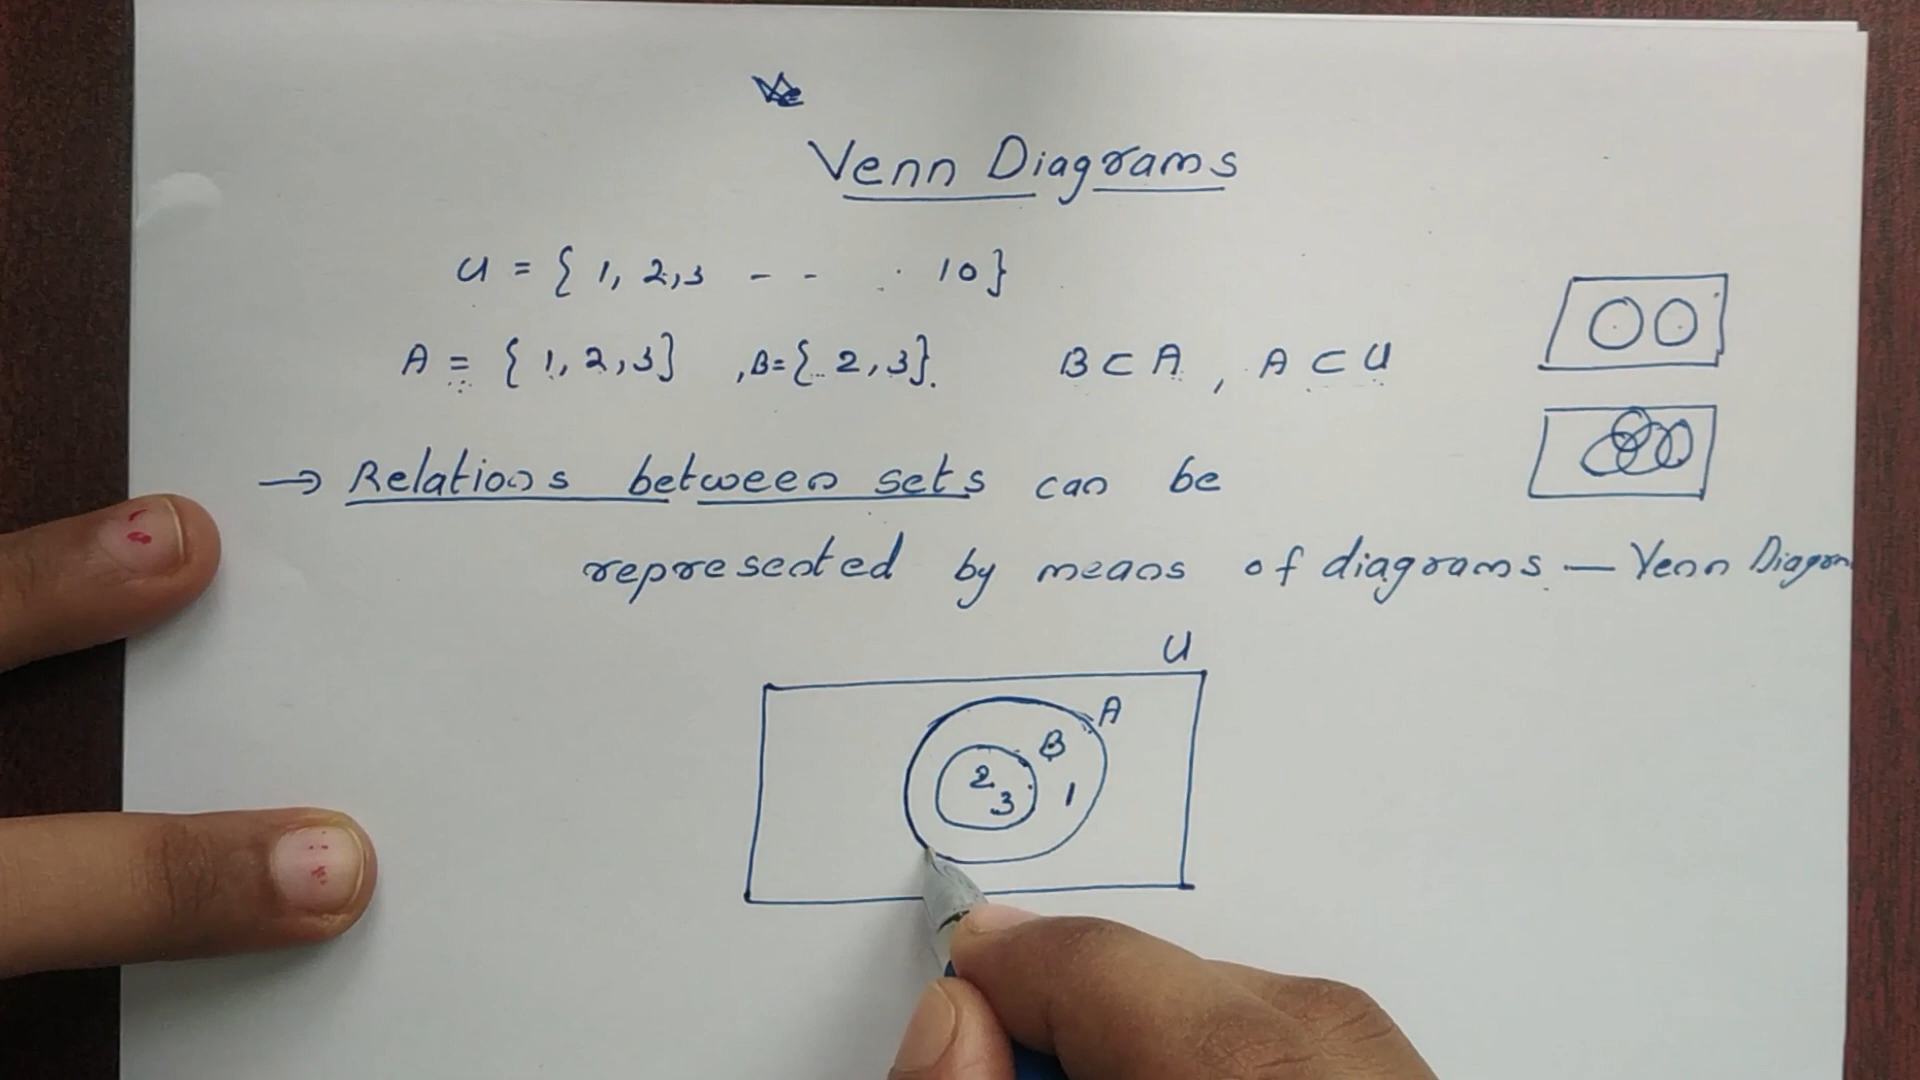 Venn Diagrams
U = { 1, 2, 3 - - . 10 }
A = { 1, 2, 3 } , B = { 2, 3 }. B ⊂ A , A ⊂ U
→ Relations between sets can be
represented by means of diagrams — Venn Diagram
U
A
B
2
3
1